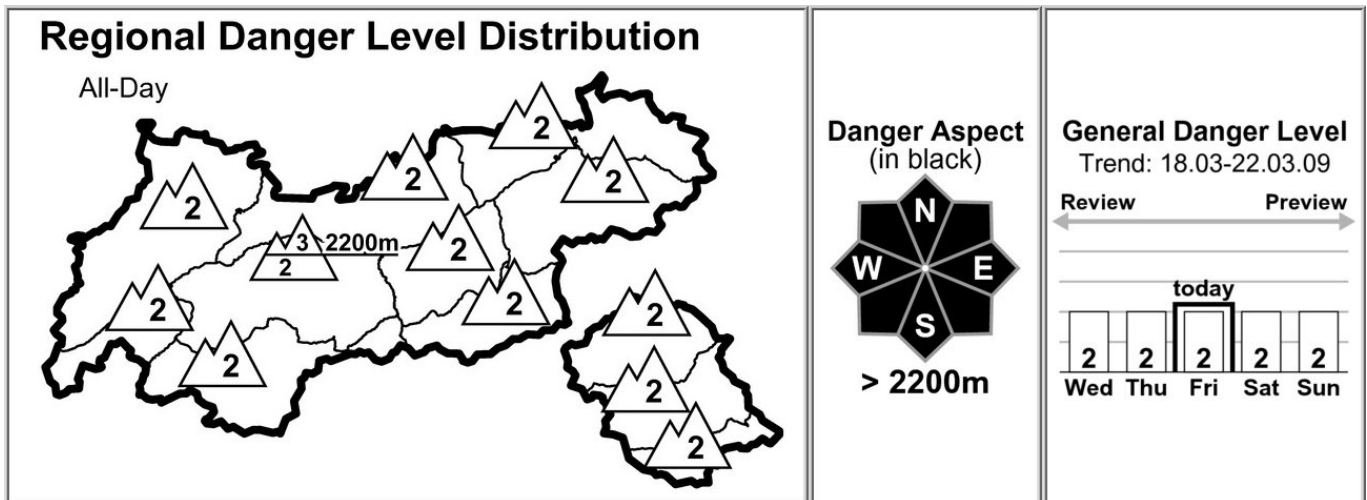 Regional Danger Level Distribution
All-Day
2
2
2
2
2
3 2200m
2
2
2
2
2
2
2
2
Danger Aspect
(in black)
N
W E
S
> 2200m
General Danger Level
Trend: 18.03-22.03.09
Review Preview
today
2 2 2 2 2
Wed Thu Fri Sat Sun